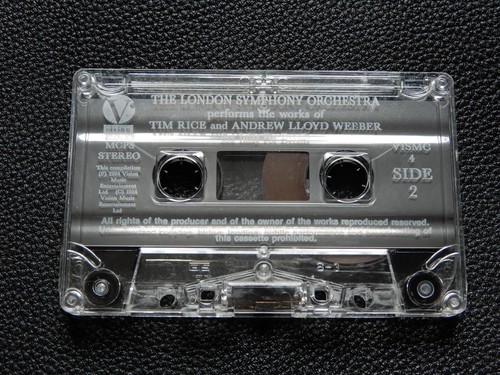 THE LONDON SYMPHONY ORCHESTRA
performs the works of
TIM RICE and ANDREW LLOYD WEBBER
V
MCPS
STEREO
VISMC
4
SIDE
2
This compilation
(P) 1994 Vision
Music
Entertainment
Ltd (C) 1994
Vision Music
Entertainment
Ltd
All rights of the producer and of the owner of the works reproduced reserved.
this cassette prohibited.